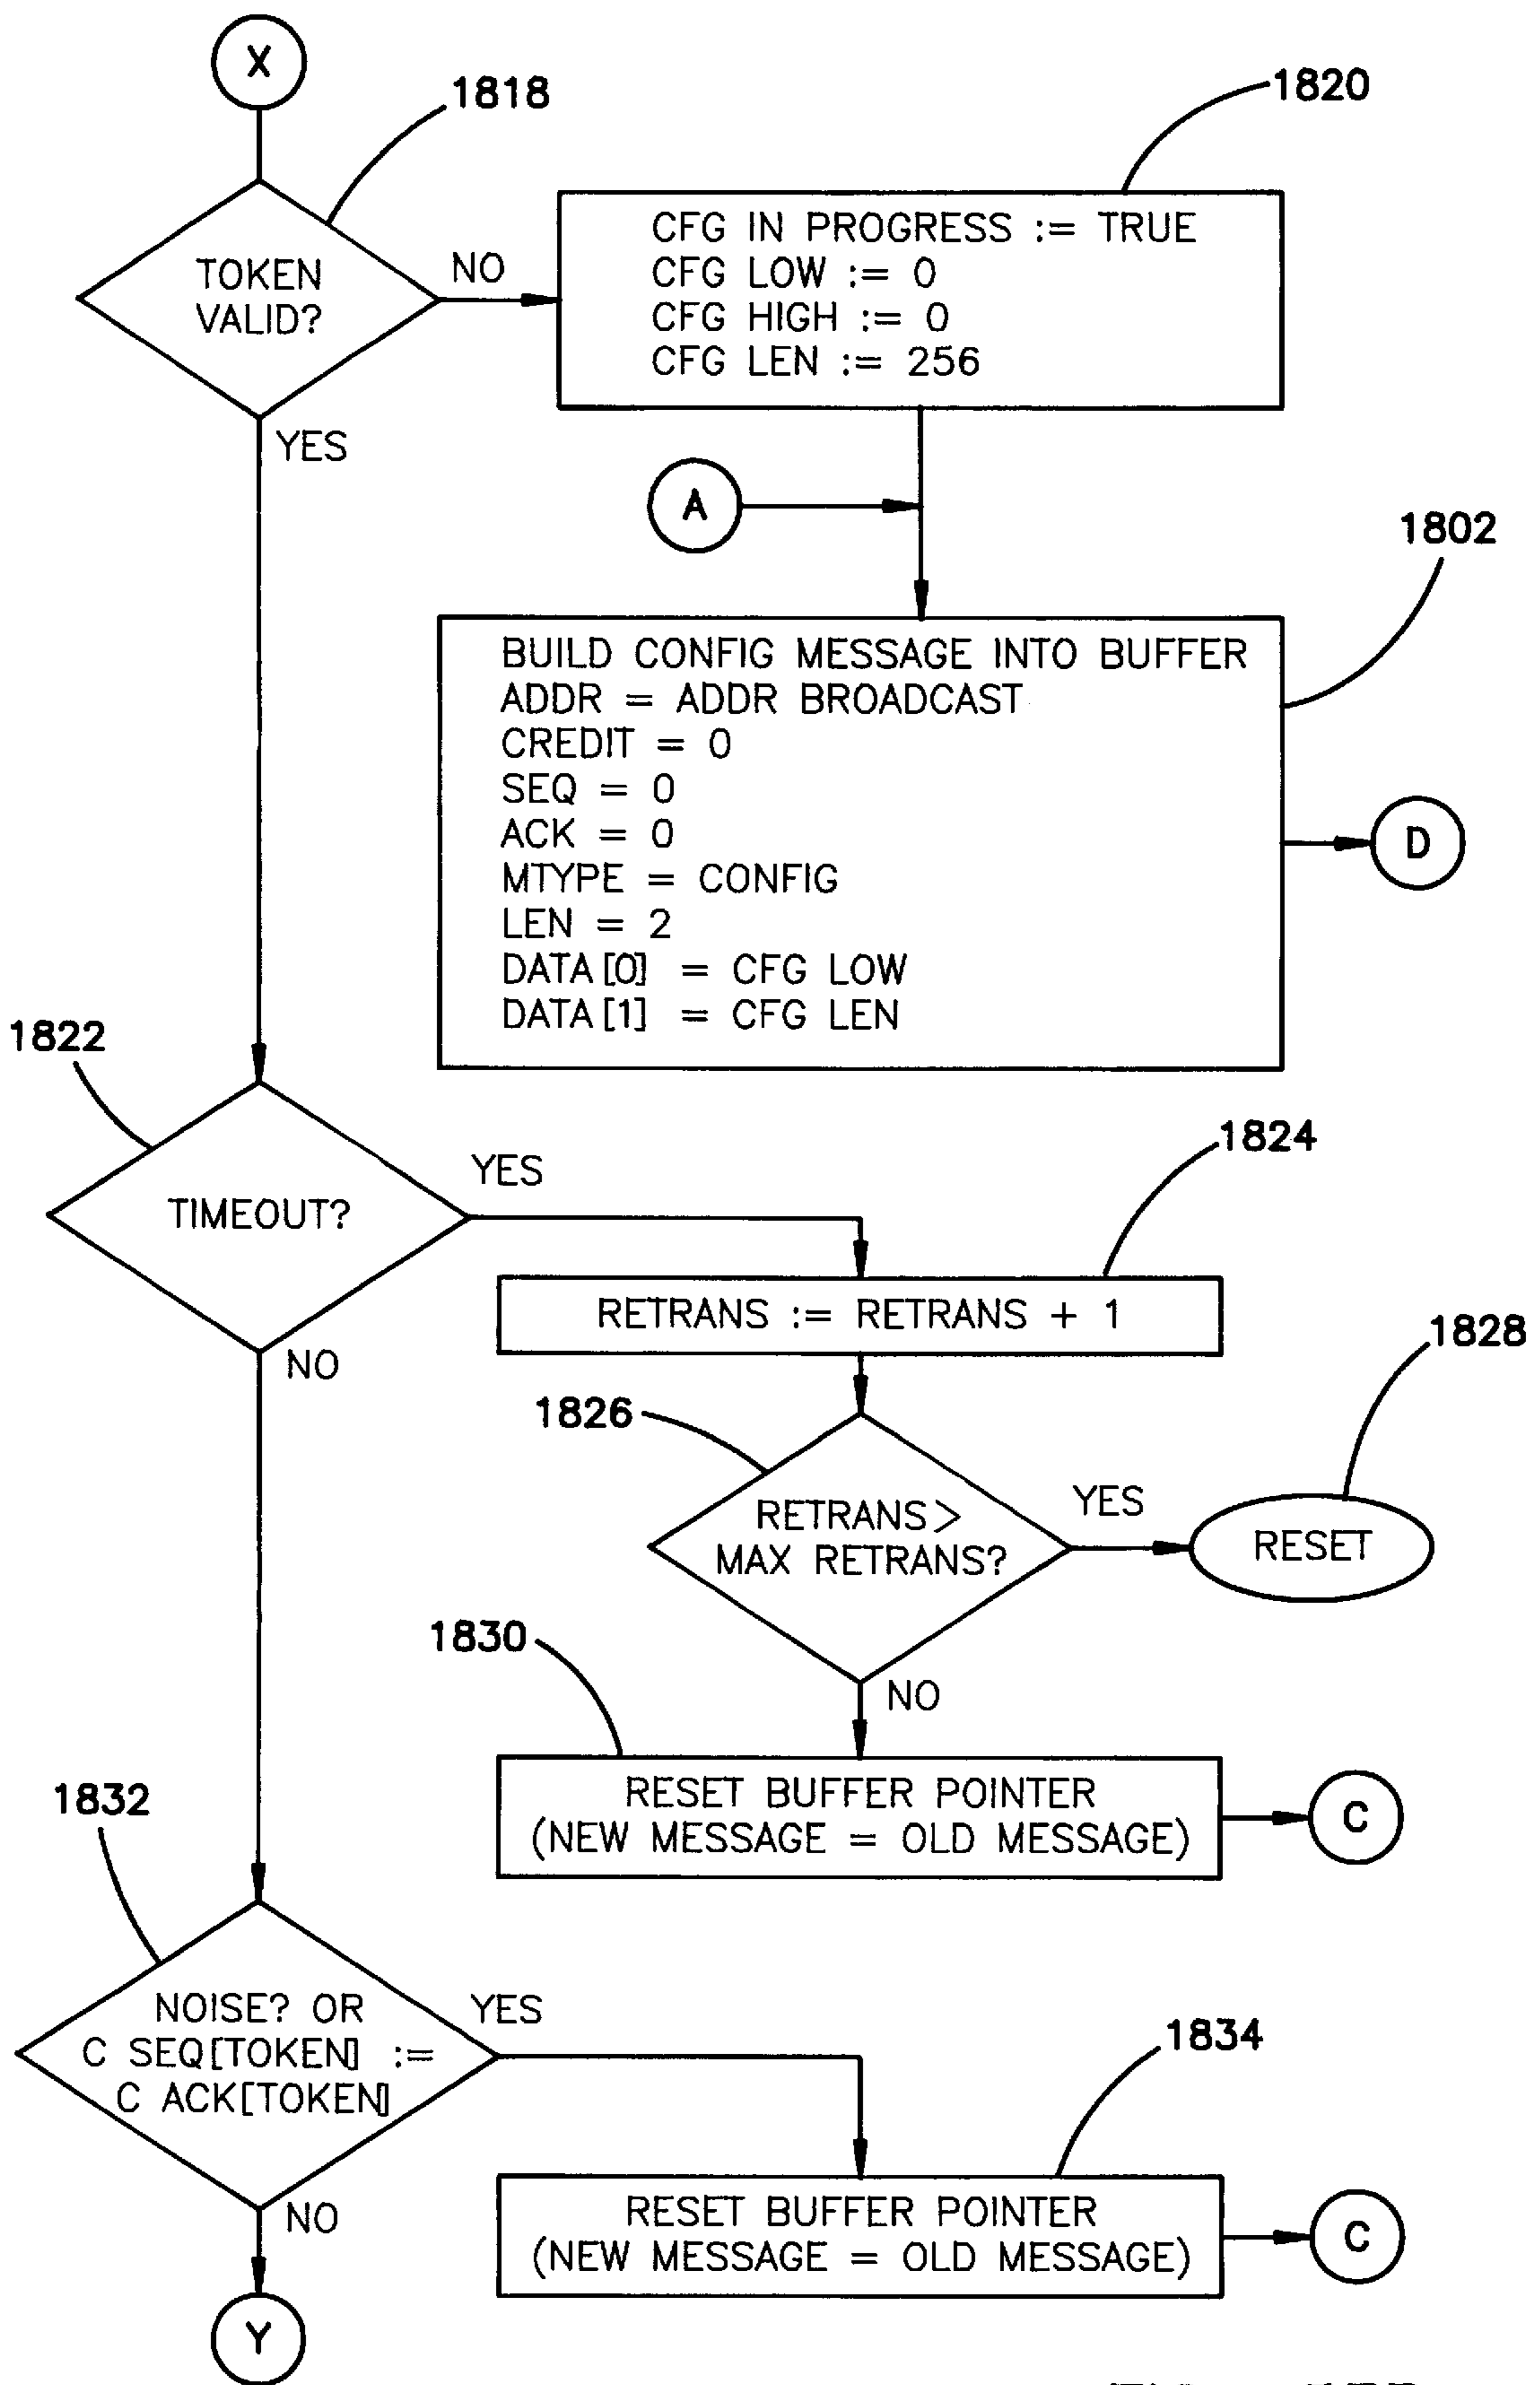 X
1818
1820
TOKEN
VALID?
NO
YES
CFG IN PROGRESS := TRUE
CFG LOW := 0
CFG HIGH := 0
CFG LEN := 256
A
1802
BUILD CONFIG MESSAGE INTO BUFFER
ADDR = ADDR BROADCAST
CREDIT = 0
SEQ = 0
ACK = 0
MTYPE = CONFIG
LEN = 2
DATA[0] = CFG LOW
DATA[1] = CFG LEN
D
1822
TIMEOUT?
YES
NO
1824
RETRANS := RETRANS + 1
1826
RETRANS>
MAX RETRANS?
YES
1828
RESET
NO
1830
RESET BUFFER POINTER
(NEW MESSAGE = OLD MESSAGE)
C
1832
NOISE? OR
C SEQ[TOKEN] :=
C ACK[TOKEN]
YES
NO
1834
RESET BUFFER POINTER
(NEW MESSAGE = OLD MESSAGE)
C
Y